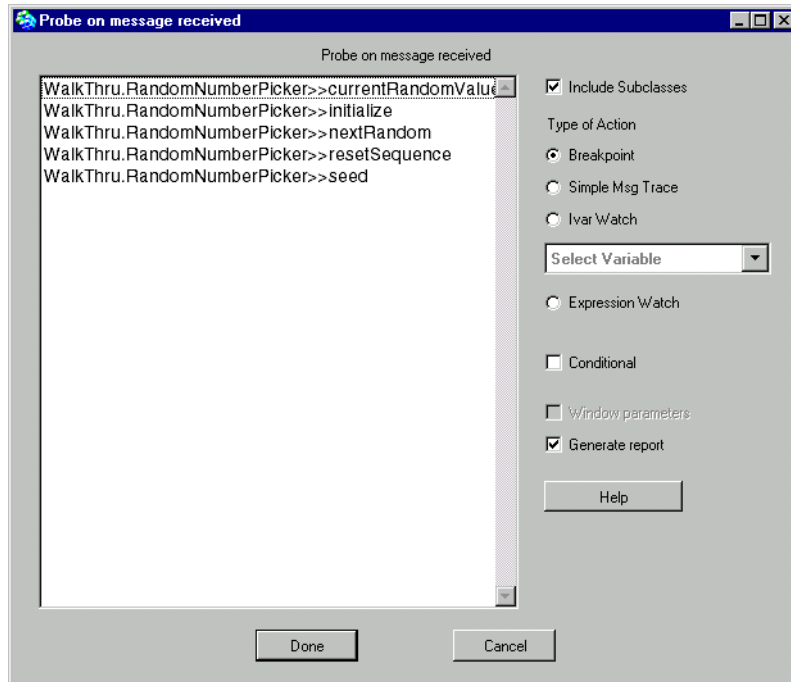 Probe on message received
Probe on message received
WalkThru.RandomNumberPicker>>currentRandomValue
WalkThru.RandomNumberPicker>>initialize
WalkThru.RandomNumberPicker>>nextRandom
WalkThru.RandomNumberPicker>>resetSequence
WalkThru.RandomNumberPicker>>seed
Include Subclasses
Type of Action
Breakpoint
Simple Msg Trace
Ivar Watch
Select Variable
Expression Watch
Conditional
Window parameters
Generate report
Help
Done
Cancel